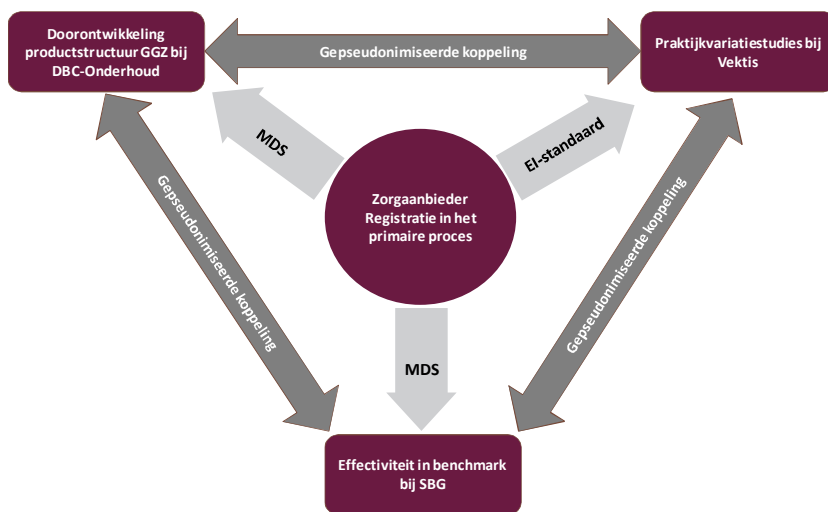 Doorontwikkeling
productstructuur GGZ bij
DBC-Onderhoud
Gepseudonimiseerde koppeling
Praktijkvariatiestudies bij
Vektis
MDS
EI-standaard
Zorgaanbieder
Registratie in het
primaire proces
Gepseudonimiseerde koppeling
Gepseudonimiseerde koppeling
MDS
Effectiviteit in benchmark
bij SBG